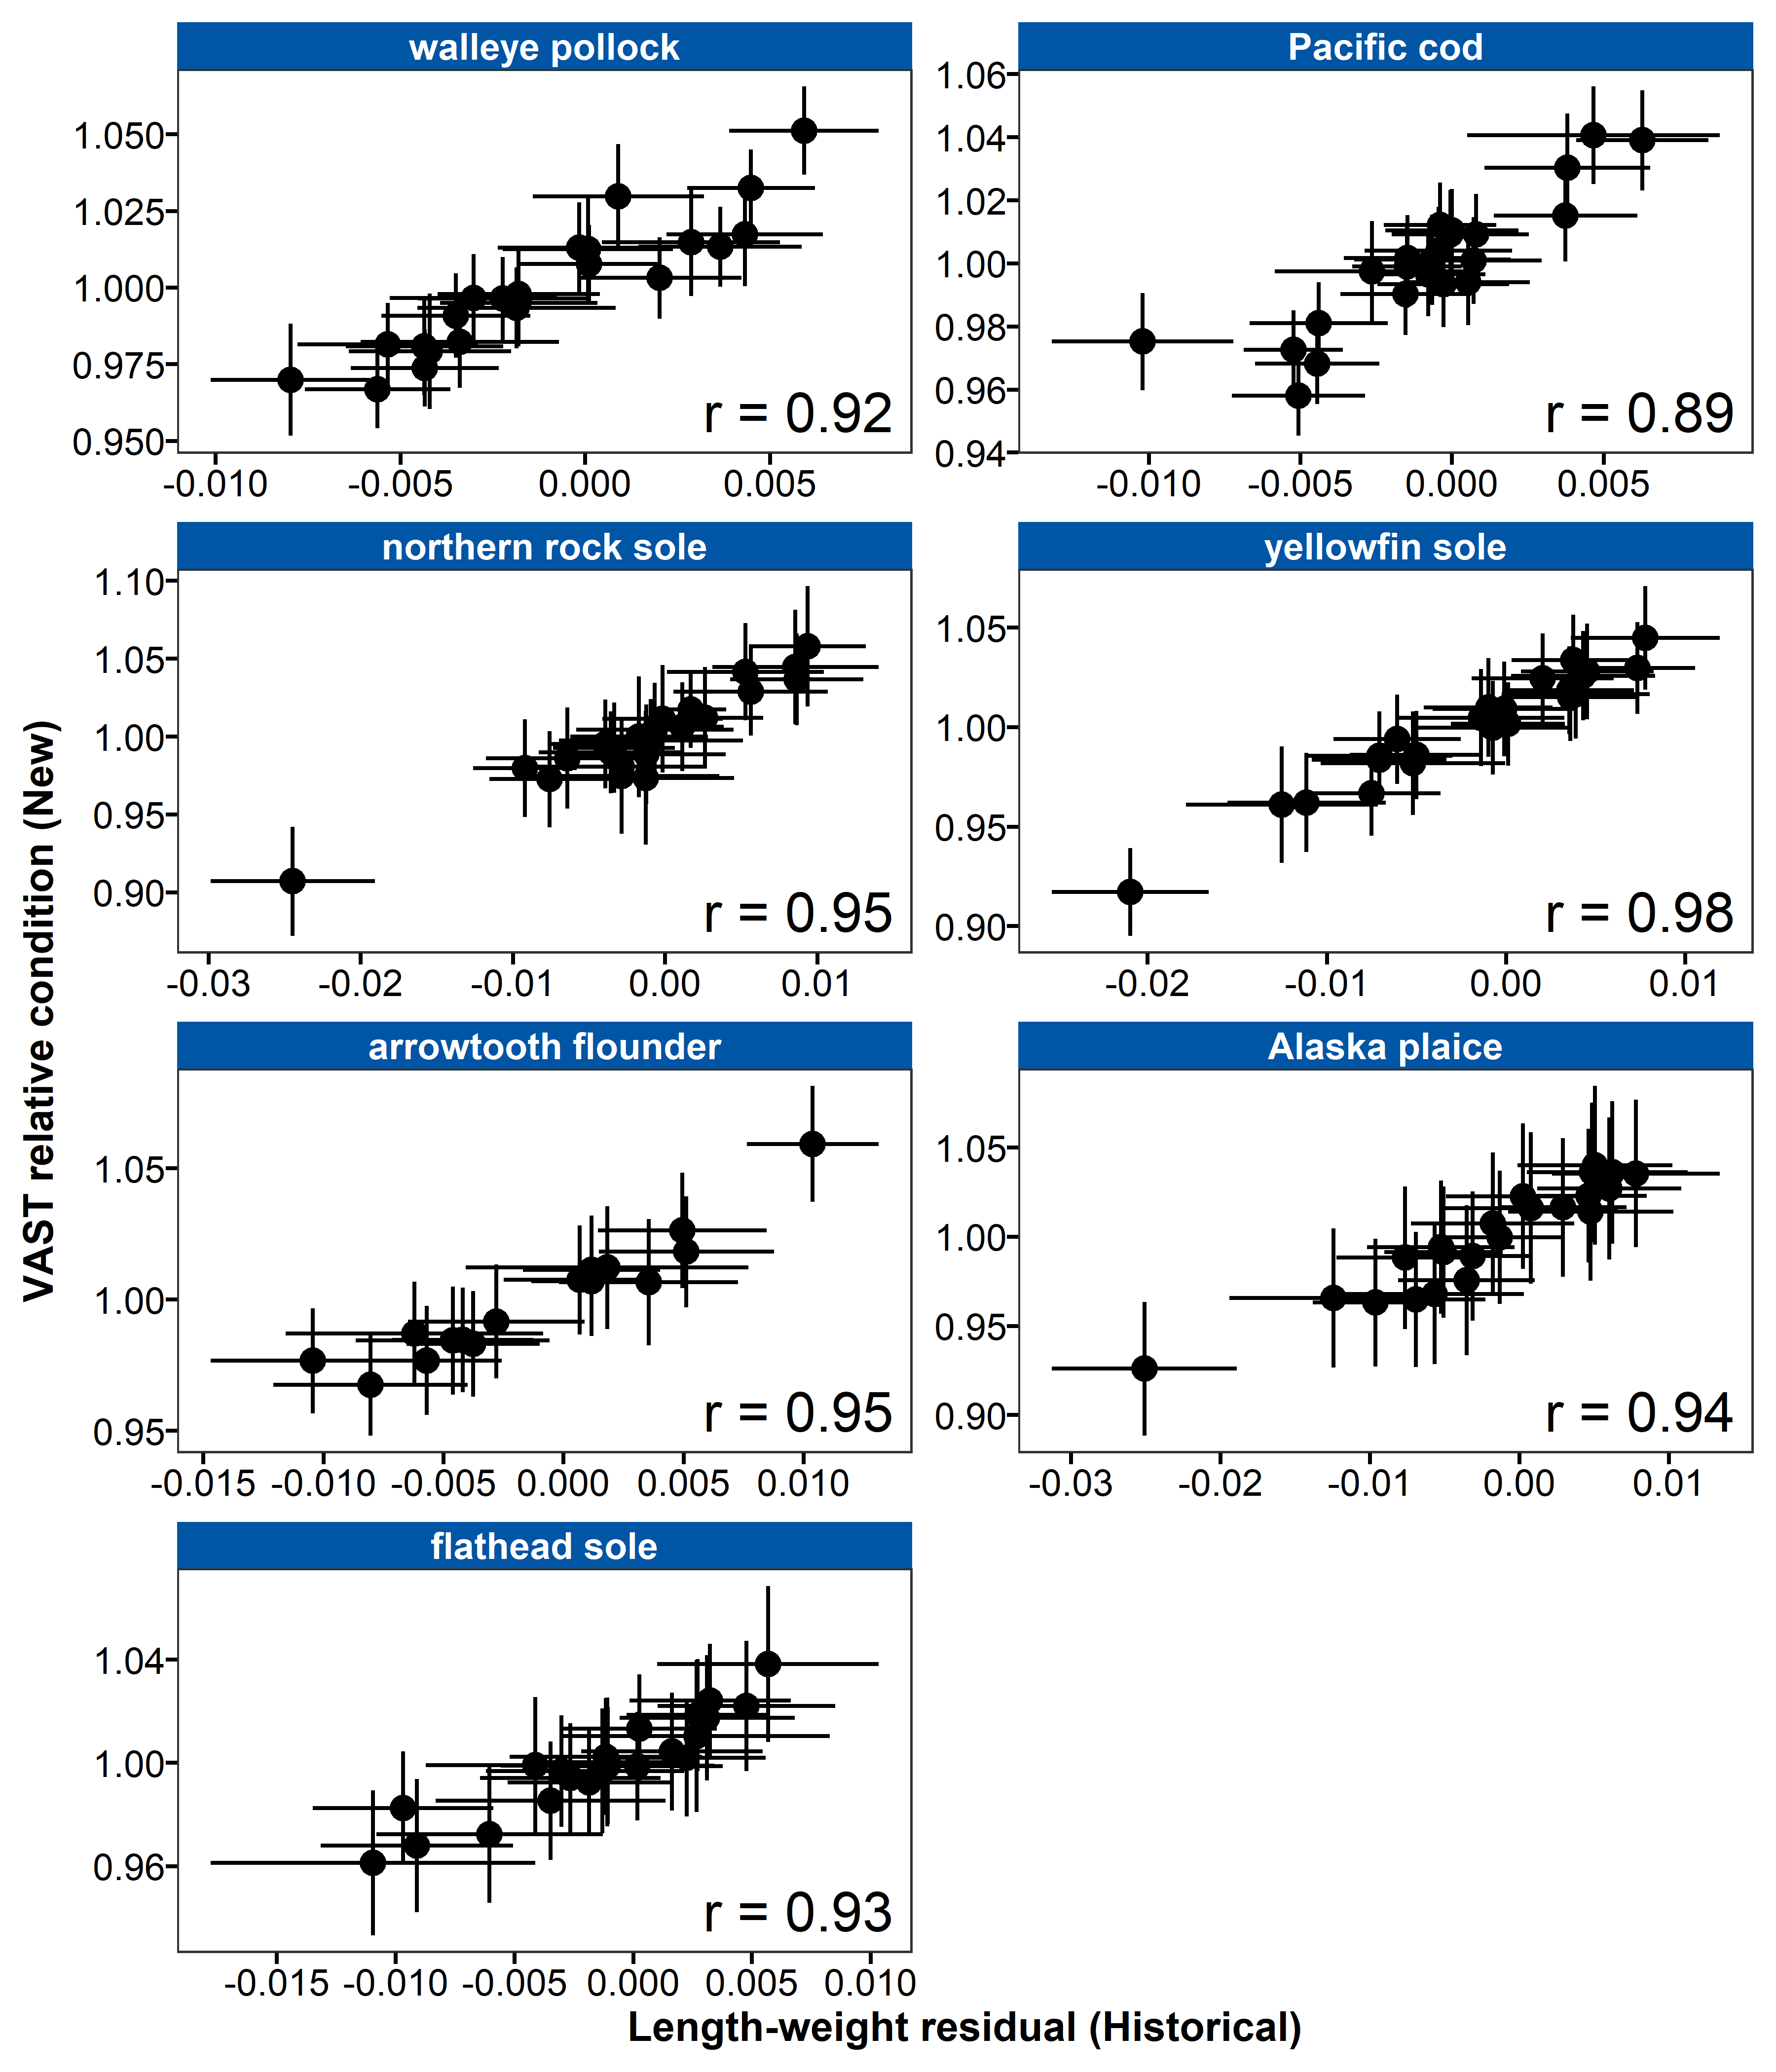 walleye pollock
Pacific cod
1.050
1.025
1.000
0.975
0.950
r = 0.92
-0.010 -0.005 0.000 0.005
1.06
1.04
1.02
1.00
0.98
0.96
0.94
r = 0.89
-0.010 -0.005 0.000 0.005
northern rock sole
yellowfin sole
1.10
1.05
1.00
0.95
0.90
r = 0.95
-0.03 -0.02 -0.01 0.00 0.01
1.05
1.00
0.95
0.90
r = 0.98
-0.02 -0.01 0.00 0.01
VAST relative condition (New)
arrowtooth flounder
Alaska plaice
1.05
1.00
0.95
r = 0.95
-0.015 -0.010 -0.005 0.000 0.005 0.010
1.05
1.00
0.95
0.90
r = 0.94
-0.03 -0.02 -0.01 0.00 0.01
flathead sole
1.04
1.00
0.96
r = 0.93
-0.015 -0.010 -0.005 0.000 0.005 0.010
Length-weight residual (Historical)